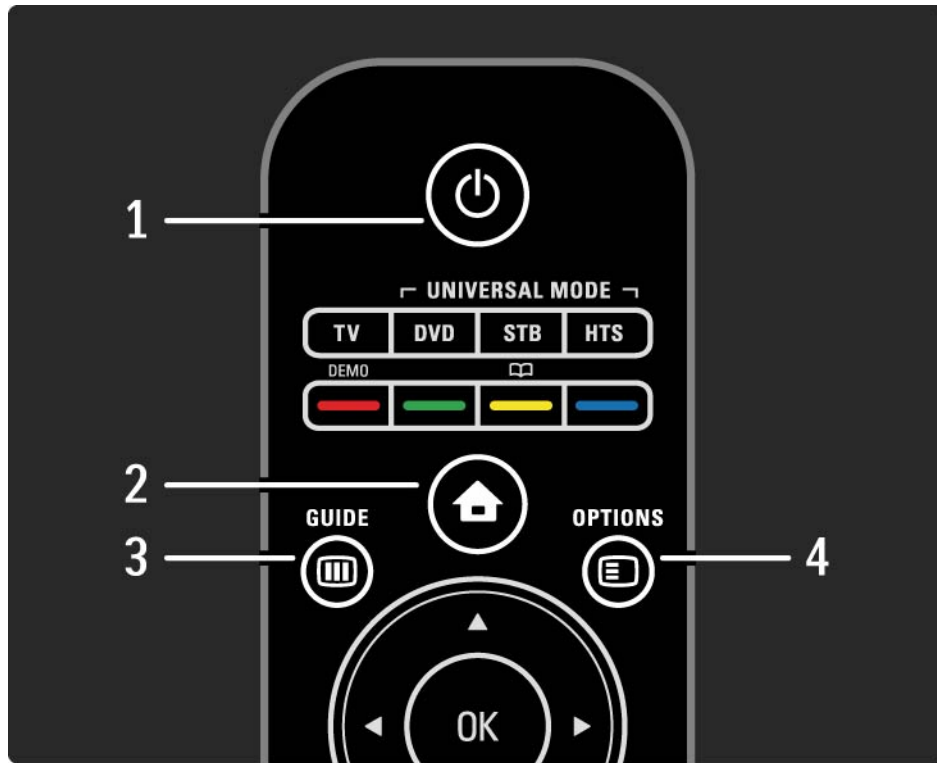 1
UNIVERSAL MODE
TV DVD STB HTS
DEMO
2
GUIDE OPTIONS
3 4
OK